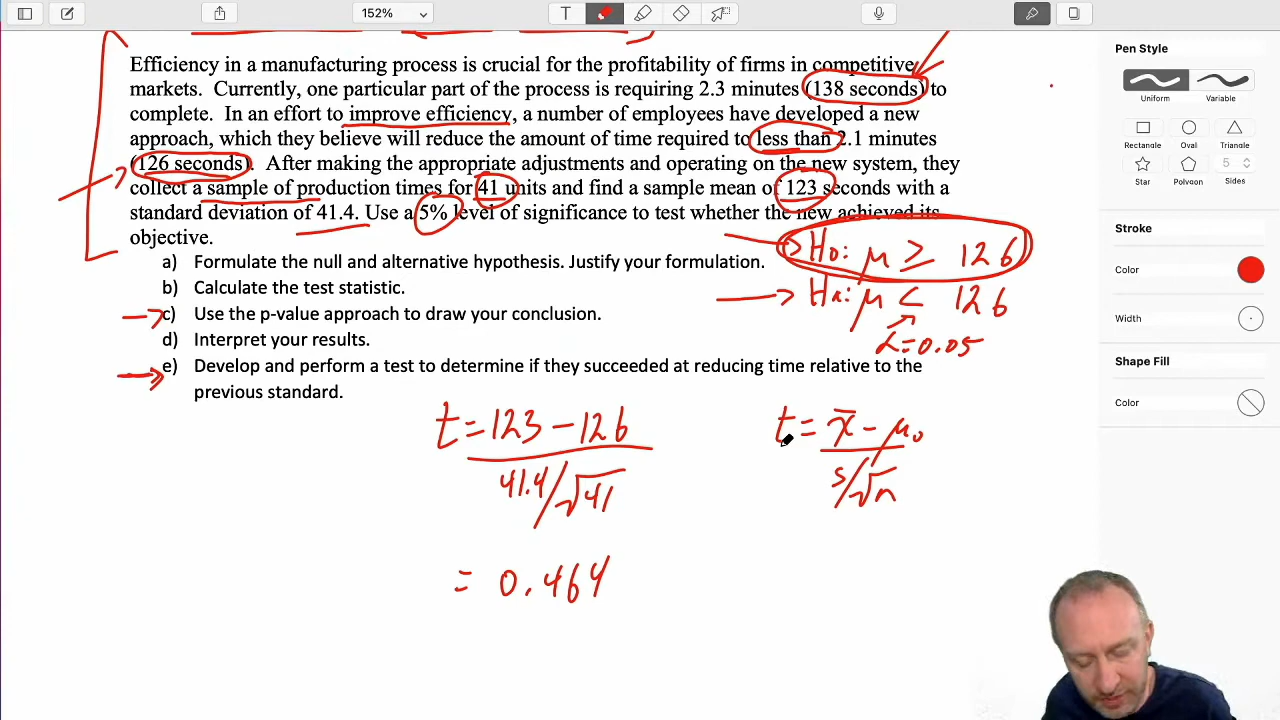 152%
T
Efficiency in a manufacturing process is crucial for the profitability of firms in competitive
markets. Currently, one particular part of the process is requiring 2.3 minutes (138 seconds) to
complete. In an effort to improve efficiency, a number of employees have developed a new
approach, which they believe will reduce the amount of time required to less than 2.1 minutes
(126 seconds). After making the appropriate adjustments and operating on the new system, they
collect a sample of production times for 41 units and find a sample mean of 123 seconds with a
standard deviation of 41.4. Use a 5% level of significance to test whether the new achieved its
objective.
H0: μ ≥ 126
a) Formulate the null and alternative hypothesis. Justify your formulation.
b) Calculate the test statistic.
Ha: μ < 126
c) Use the p-value approach to draw your conclusion.
d) Interpret your results.
α=0.05
e) Develop and perform a test to determine if they succeeded at reducing time relative to the
previous standard.
t = 123 - 126
41.4/√41
= 0.464
t = x̄ - μ0
s/√n
Pen Style
Uniform Variable
Rectangle Oval Triangle
Star Polygon Sides
5
Stroke
Color
Width
Shape Fill
Color